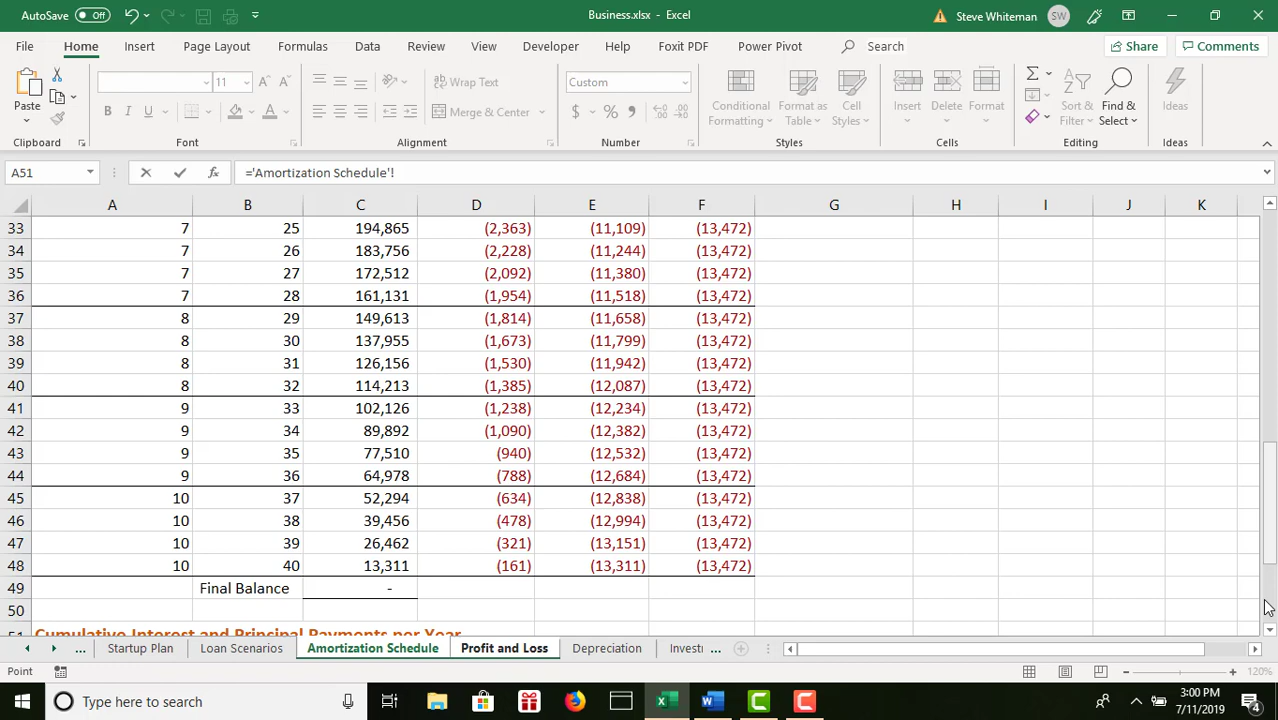 AutoSave Off Business.xlsx - Excel Steve Whiteman SW
File Home Insert Page Layout Formulas Data Review View Developer Help Foxit PDF Power Pivot Search Share Comments
Paste 11 Wrap Text Custom Conditional Formatting Format as Table Cell Styles Insert Delete Format Sort & Filter Find & Select Ideas
B I U Merge & Center $ % ,
Clipboard Font Alignment Number Styles Cells Editing Ideas
A51 fx ='Amortization Schedule'!
A B C D E F G H I J K
33 7 25 194,865 (2,363) (11,109) (13,472)
34 7 26 183,756 (2,228) (11,244) (13,472)
35 7 27 172,512 (2,092) (11,380) (13,472)
36 7 28 161,131 (1,954) (11,518) (13,472)
37 8 29 149,613 (1,814) (11,658) (13,472)
38 8 30 137,955 (1,673) (11,799) (13,472)
39 8 31 126,156 (1,530) (11,942) (13,472)
40 8 32 114,213 (1,385) (12,087) (13,472)
41 9 33 102,126 (1,238) (12,234) (13,472)
42 9 34 89,892 (1,090) (12,382) (13,472)
43 9 35 77,510 (940) (12,532) (13,472)
44 9 36 64,978 (788) (12,684) (13,472)
45 10 37 52,294 (634) (12,838) (13,472)
46 10 38 39,456 (478) (12,994) (13,472)
47 10 39 26,462 (321) (13,151) (13,472)
48 10 40 13,311 (161) (13,311) (13,472)
49 Final Balance -
50
51 Cumulative Interest and Principal Payments per Year
... Startup Plan Loan Scenarios Amortization Schedule Profit and Loss Depreciation Investi ...
Point 120%
Type here to search 3:00 PM
7/11/2019 4